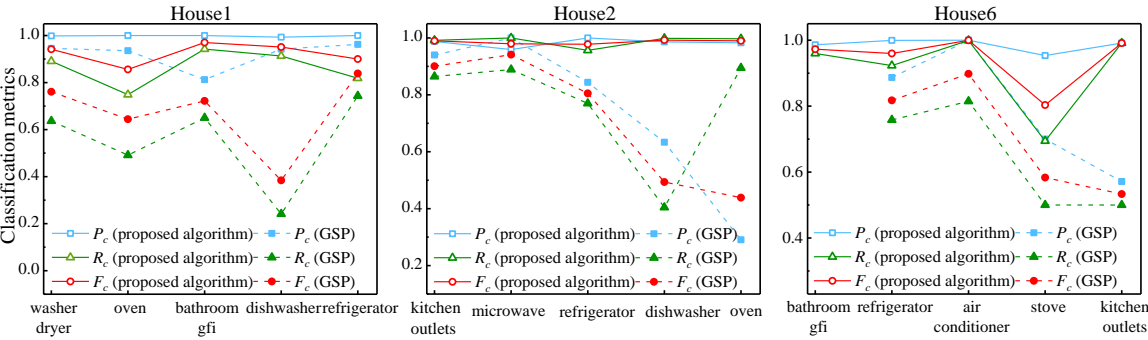 House1
House2
House6
Classification metrics
1.0
0.8
0.6
0.4
0.2
0.0
P_c (proposed algorithm) P_c (GSP)
R_c (proposed algorithm) R_c (GSP)
F_c (proposed algorithm) F_c (GSP)
washer dryer
oven
bathroom gfi
dishwasher
refrigerator
1.0
0.8
0.6
0.4
0.2
P_c (proposed algorithm) P_c (GSP)
R_c (proposed algorithm) R_c (GSP)
F_c (proposed algorithm) F_c (GSP)
kitchen outlets
microwave
refrigerator
dishwasher
oven
1.0
0.8
0.6
0.4
P_c (proposed algorithm) P_c (GSP)
R_c (proposed algorithm) R_c (GSP)
F_c (proposed algorithm) F_c (GSP)
bathroom gfi
refrigerator
air conditioner
stove
kitchen outlets